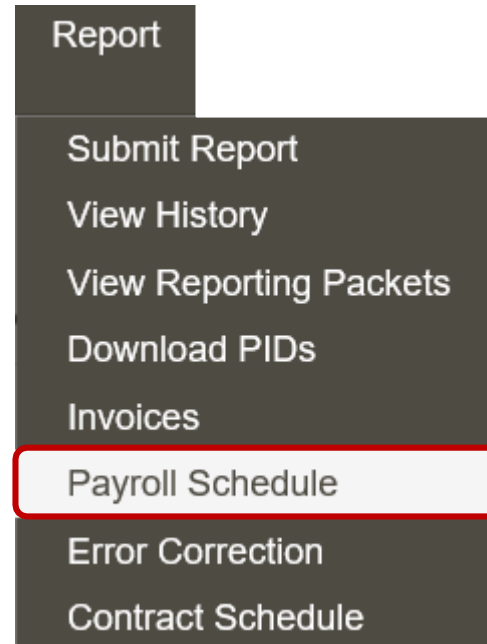 Report
Submit Report
View History
View Reporting Packets
Download PIDs
Invoices
Payroll Schedule
Error Correction
Contract Schedule